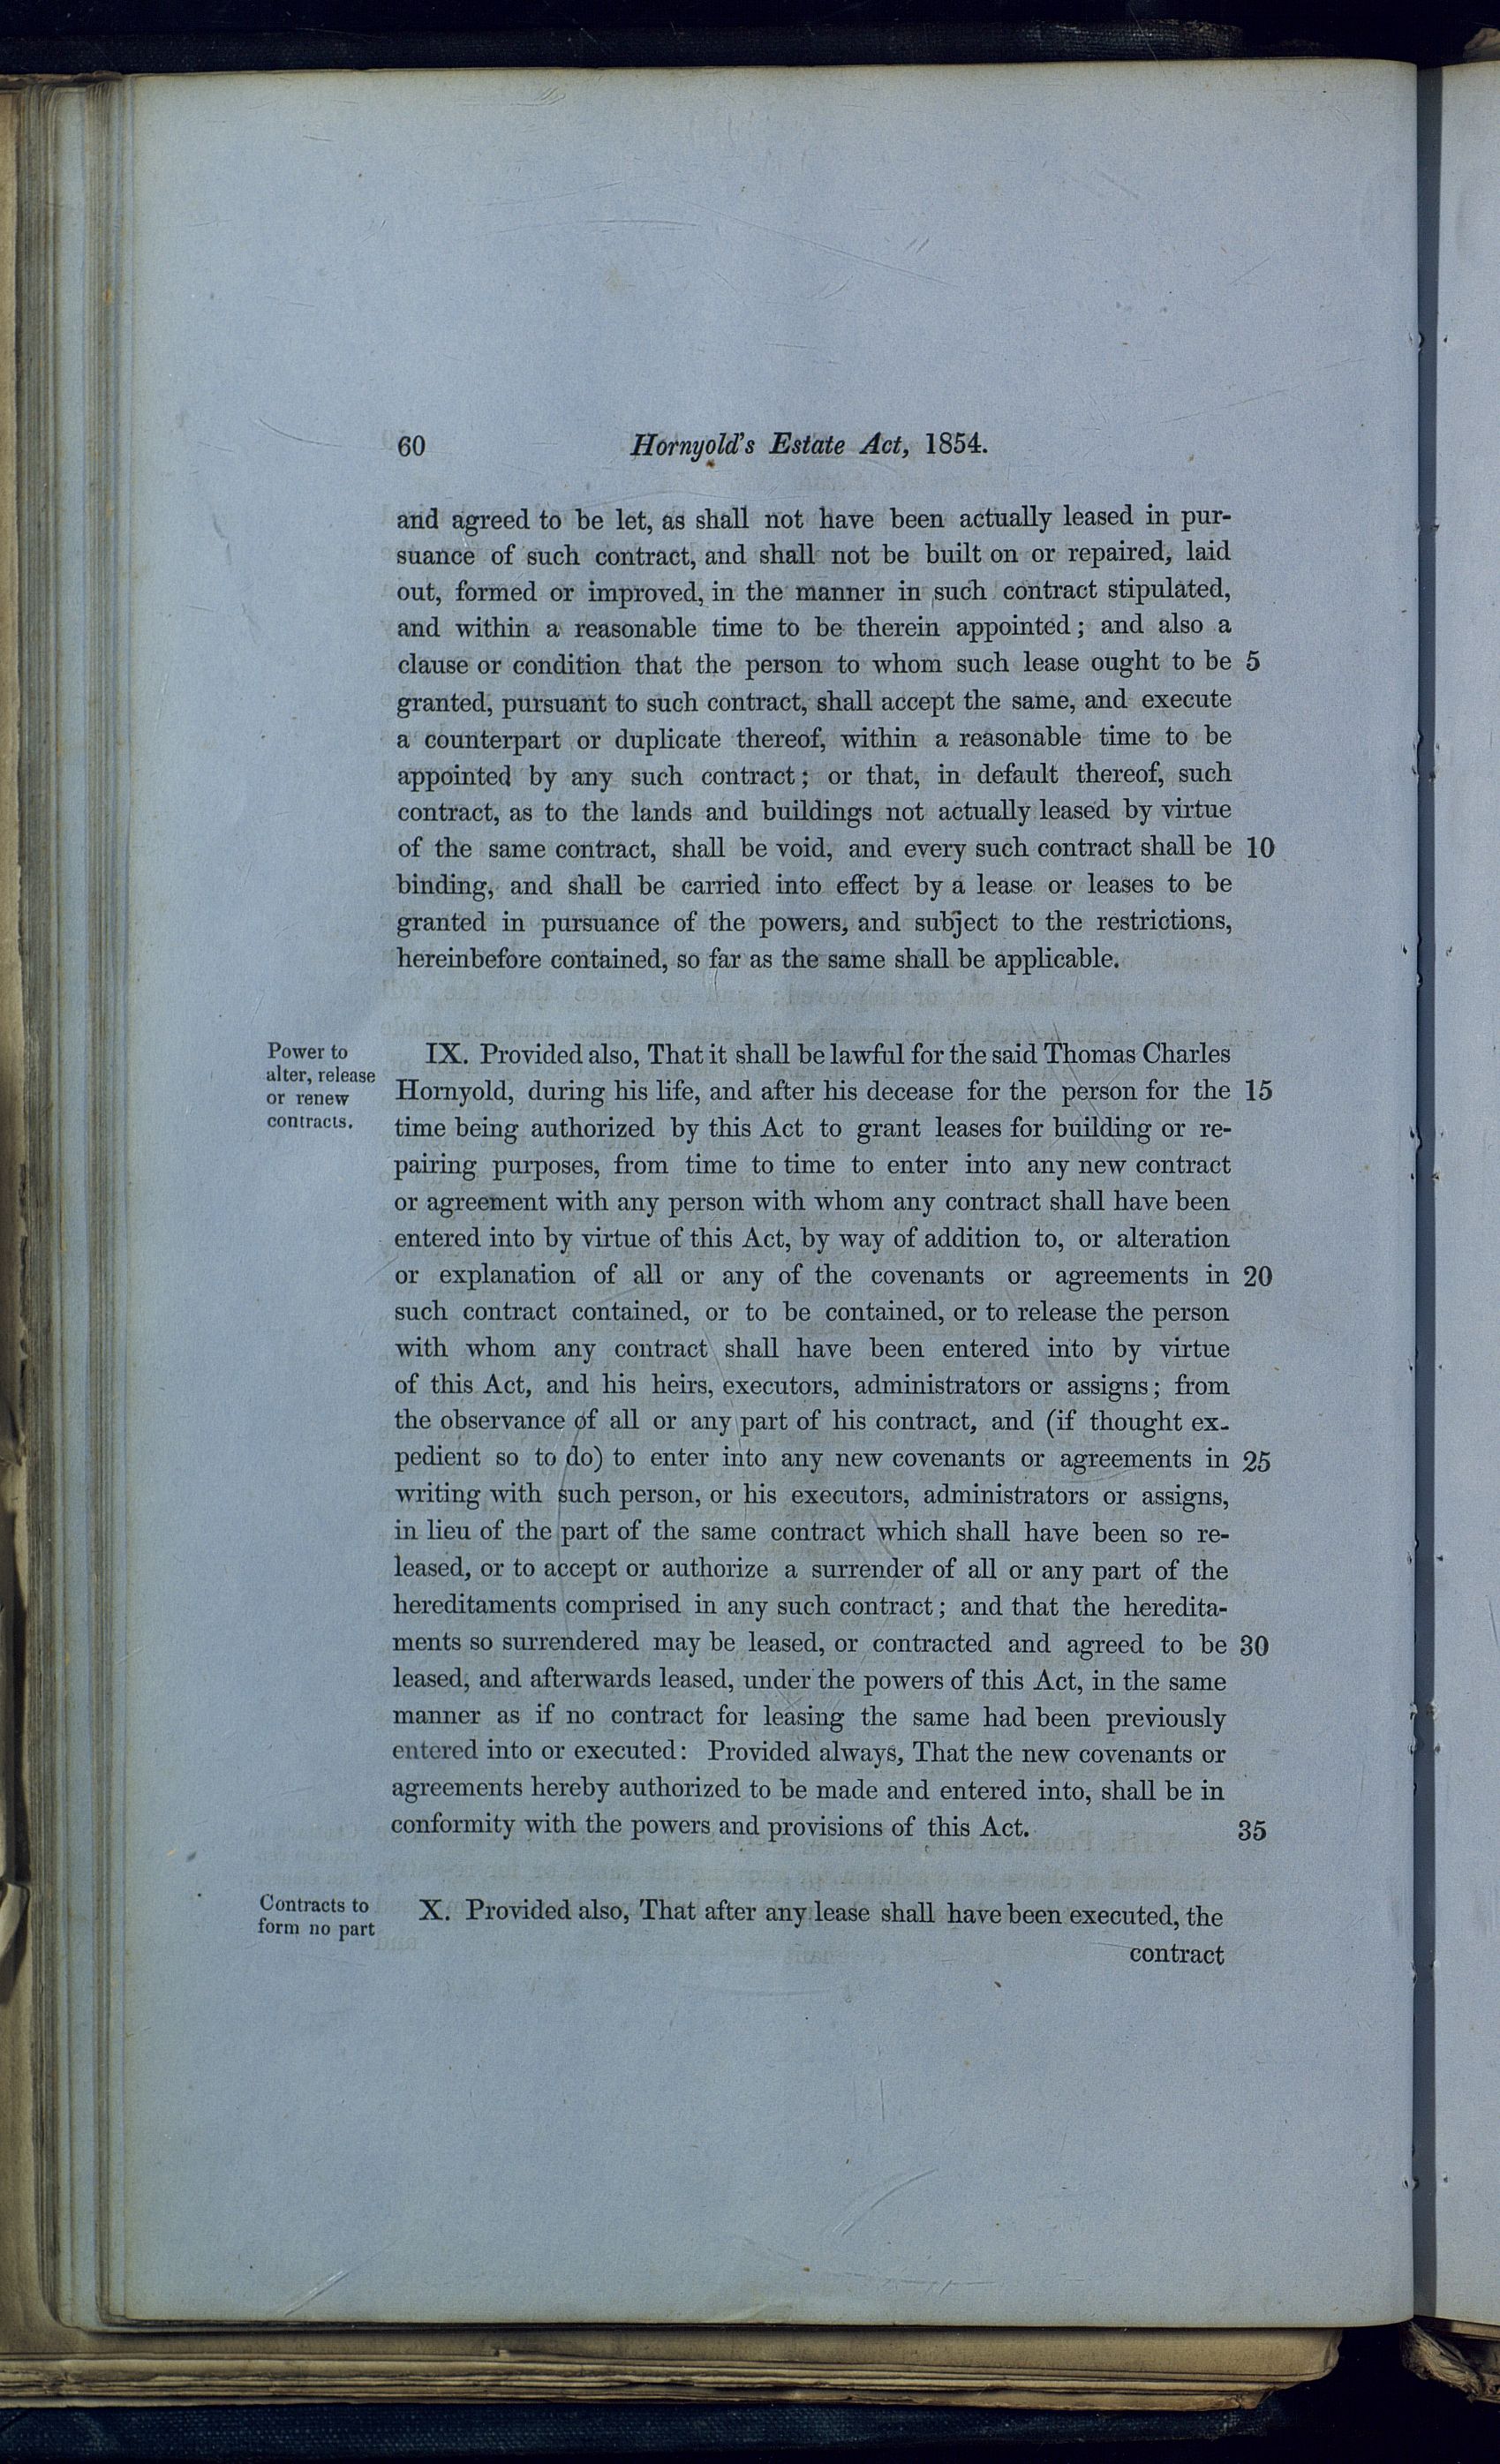 60 Hornyold's Estate Act, 1854.
and agreed to be let, as shall not have been actually leased in pur-
suance of such contract, and shall not be built on or repaired, laid
out, formed or improved, in the manner in such contract stipulated,
and within a reasonable time to be therein appointed; and also a
clause or condition that the person to whom such lease ought to be 5
granted, pursuant to such contract, shall accept the same, and execute
a counterpart or duplicate thereof, within a reasonable time to be
appointed by any such contract; or that, in default thereof, such
contract, as to the lands and buildings not actually leased by virtue
of the same contract, shall be void, and every such contract shall be 10
binding, and shall be carried into effect by a lease or leases to be
granted in pursuance of the powers, and subject to the restrictions,
hereinbefore contained, so far as the same shall be applicable.
Power to
alter, release
or renew
contracts.
IX. Provided also, That it shall be lawful for the said Thomas Charles
Hornyold, during his life, and after his decease for the person for the 15
time being authorized by this Act to grant leases for building or re-
pairing purposes, from time to time to enter into any new contract
or agreement with any person with whom any contract shall have been
entered into by virtue of this Act, by way of addition to, or alteration
or explanation of all or any of the covenants or agreements in 20
such contract contained, or to be contained, or to release the person
with whom any contract shall have been entered into by virtue
of this Act, and his heirs, executors, administrators or assigns; from
the observance of all or any part of his contract, and (if thought ex-
pedient so to do) to enter into any new covenants or agreements in 25
writing with such person, or his executors, administrators or assigns,
in lieu of the part of the same contract which shall have been so re-
leased, or to accept or authorize a surrender of all or any part of the
hereditaments comprised in any such contract; and that the heredita-
ments so surrendered may be leased, or contracted and agreed to be 30
leased, and afterwards leased, under the powers of this Act, in the same
manner as if no contract for leasing the same had been previously
entered into or executed: Provided always, That the new covenants or
agreements hereby authorized to be made and entered into, shall be in
conformity with the powers and provisions of this Act. 35
Contracts to
form no part
X. Provided also, That after any lease shall have been executed, the
contract